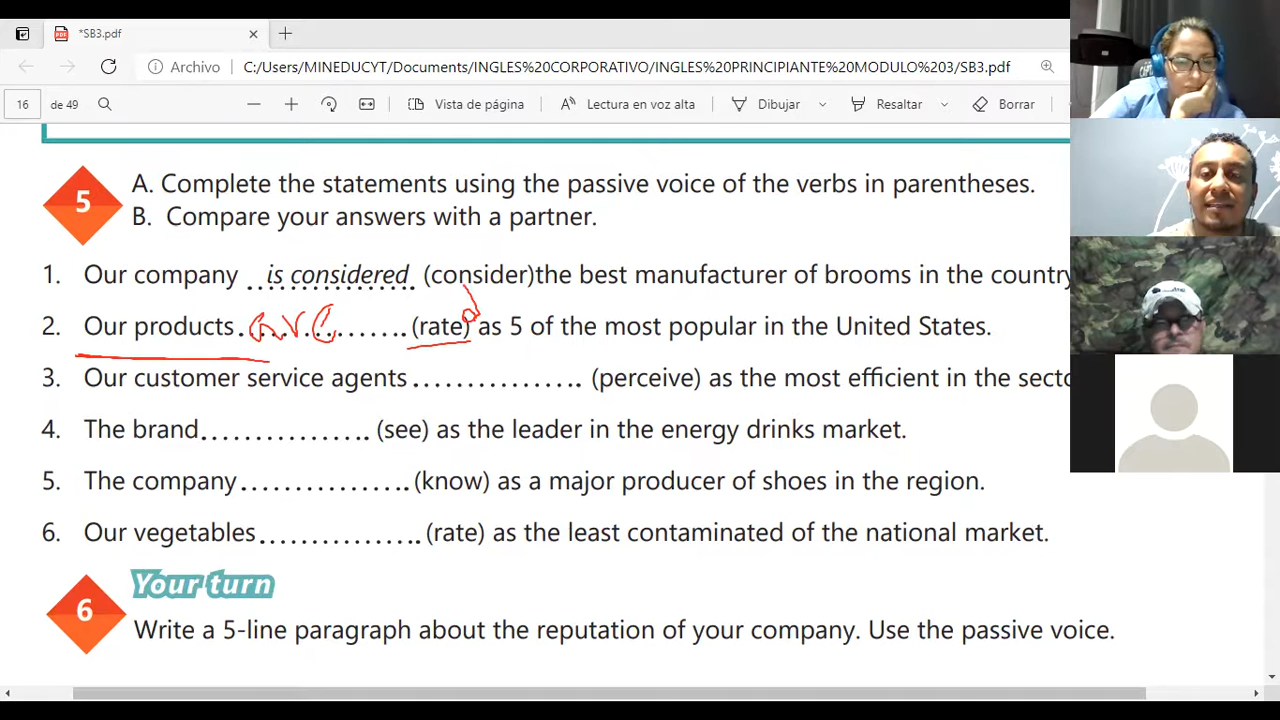 *SB3.pdf
Archivo C:/Users/MINEDUCYT/Documents/INGLES%20CORPORATIVO/INGLES%20PRINCIPIANTE%20MODULO%203/SB3.pdf
16 de 49 Vista de página Lectura en voz alta Dibujar Resaltar Borrar
5
A. Complete the statements using the passive voice of the verbs in parentheses.
B. Compare your answers with a partner.
1. Our company ..is considered (consider)the best manufacturer of brooms in the country
2. Our products are (rate)d as 5 of the most popular in the United States.
3. Our customer service agents ................ (perceive) as the most efficient in the secto
4. The brand................ (see) as the leader in the energy drinks market.
5. The company................ (know) as a major producer of shoes in the region.
6. Our vegetables ............... (rate) as the least contaminated of the national market.
Your turn
6
Write a 5-line paragraph about the reputation of your company. Use the passive voice.